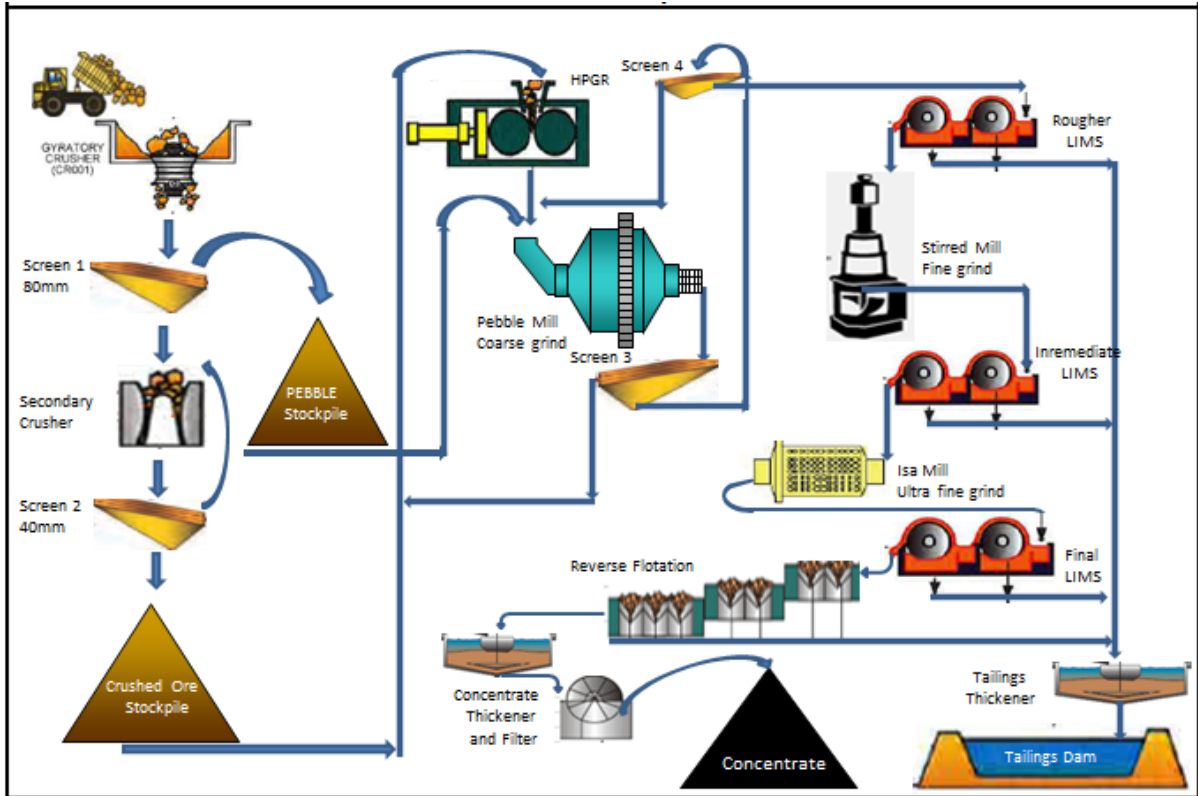 GYRATORY
CRUSHER
(CR001)
Screen 1
80mm
Secondary
Crusher
Screen 2
40mm
PEBBLE
Stockpile
Crushed Ore
Stockpile
HPGR
Screen 4
Pebble Mill
Coarse grind
Screen 3
Rougher
LIMS
Stirred Mill
Fine grind
Inremediate
LIMS
Isa Mill
Ultra fine grind
Final
LIMS
Reverse Flotation
Concentrate
Thickener
and Filter
Concentrate
Tailings
Thickener
Tailings Dam